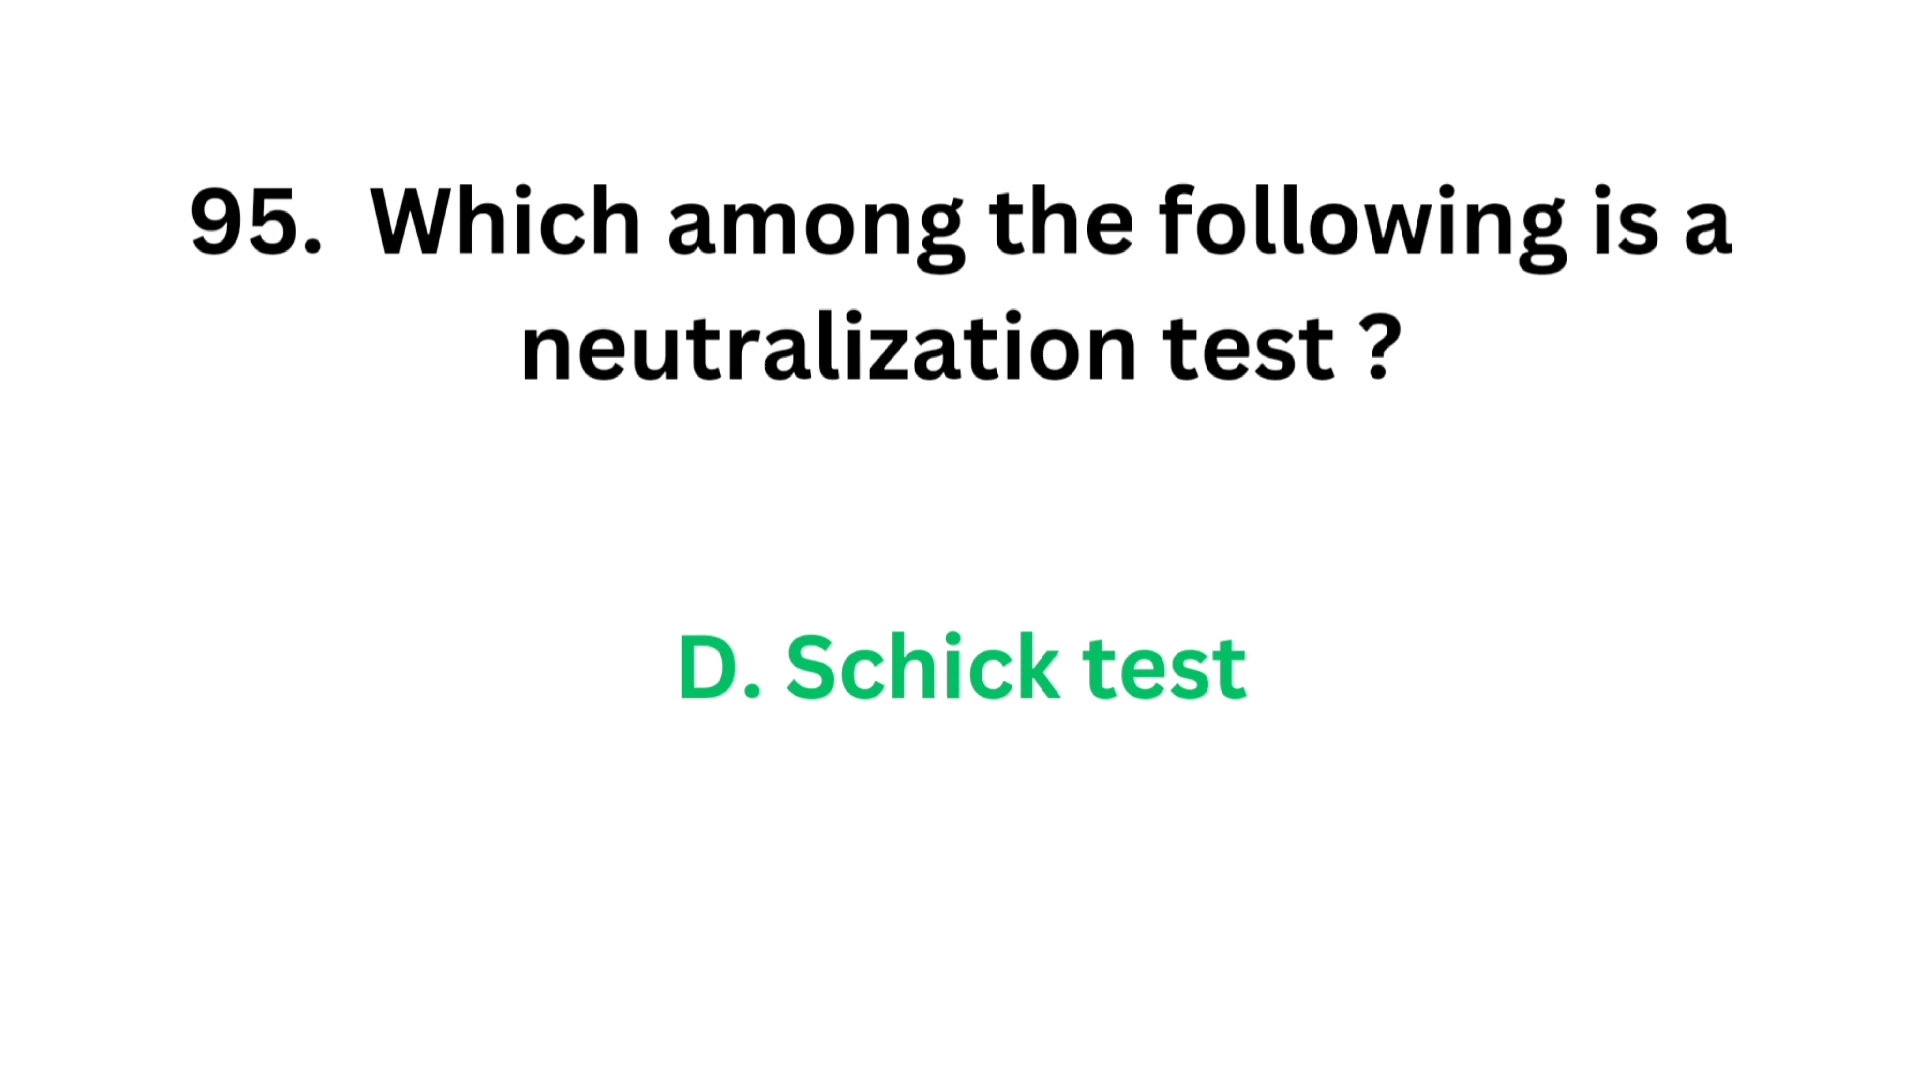 95. Which among the following is a
neutralization test ?
D. Schick test